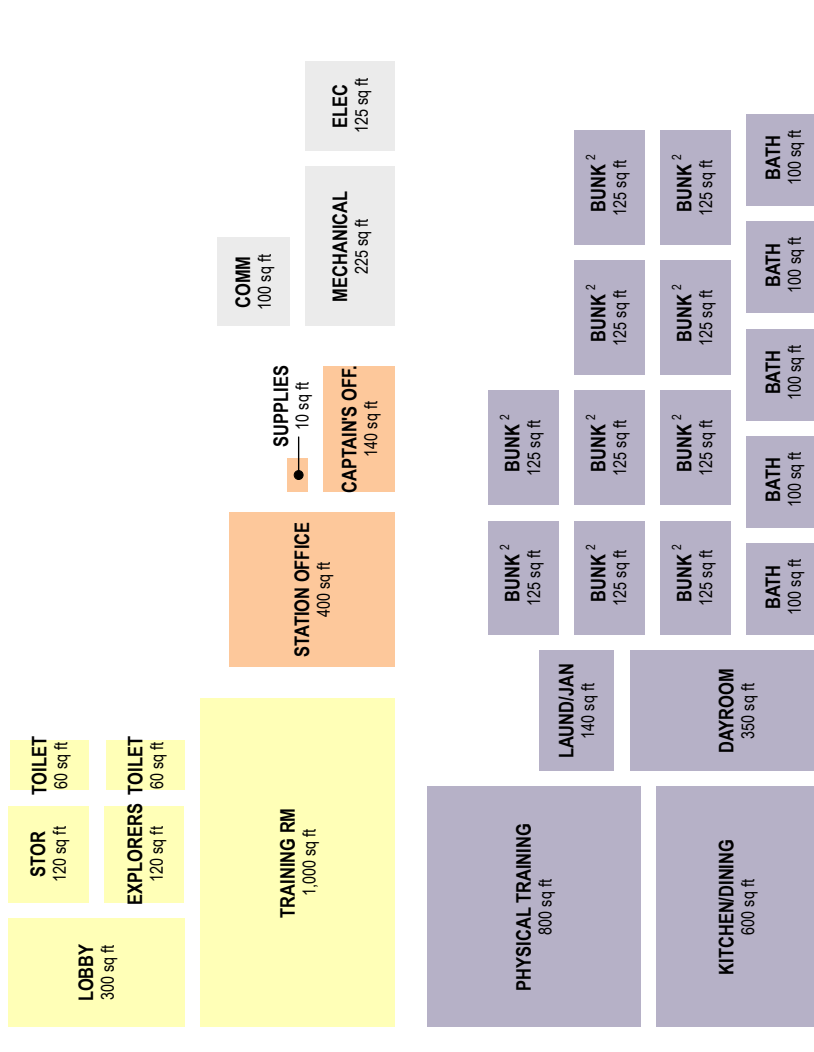 LOBBY
300 sq ft
STOR
120 sq ft
TOILET
60 sq ft
EXPLORERS
120 sq ft
TOILET
60 sq ft
TRAINING RM
1,000 sq ft
STATION OFFICE
400 sq ft
SUPPLIES
10 sq ft
CAPTAIN'S OFF.
140 sq ft
COMM
100 sq ft
MECHANICAL
225 sq ft
ELEC
125 sq ft
PHYSICAL TRAINING
800 sq ft
KITCHEN/DINING
600 sq ft
LAUND/JAN
140 sq ft
DAYROOM
350 sq ft
BUNK 2
125 sq ft
BUNK 2
125 sq ft
BUNK 2
125 sq ft
BUNK 2
125 sq ft
BUNK 2
125 sq ft
BUNK 2
125 sq ft
BUNK 2
125 sq ft
BUNK 2
125 sq ft
BUNK 2
125 sq ft
BUNK 2
125 sq ft
BATH
100 sq ft
BATH
100 sq ft
BATH
100 sq ft
BATH
100 sq ft
BATH
100 sq ft